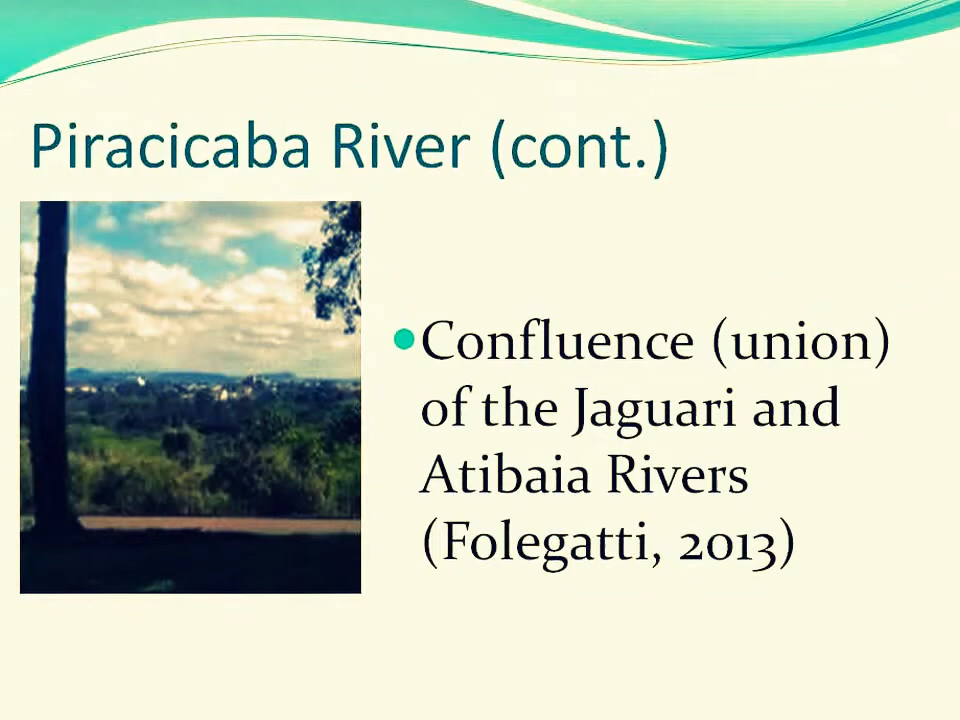 Piracicaba River (cont.)
Confluence (union)
of the Jaguari and
Atibaia Rivers
(Folegatti, 2013)